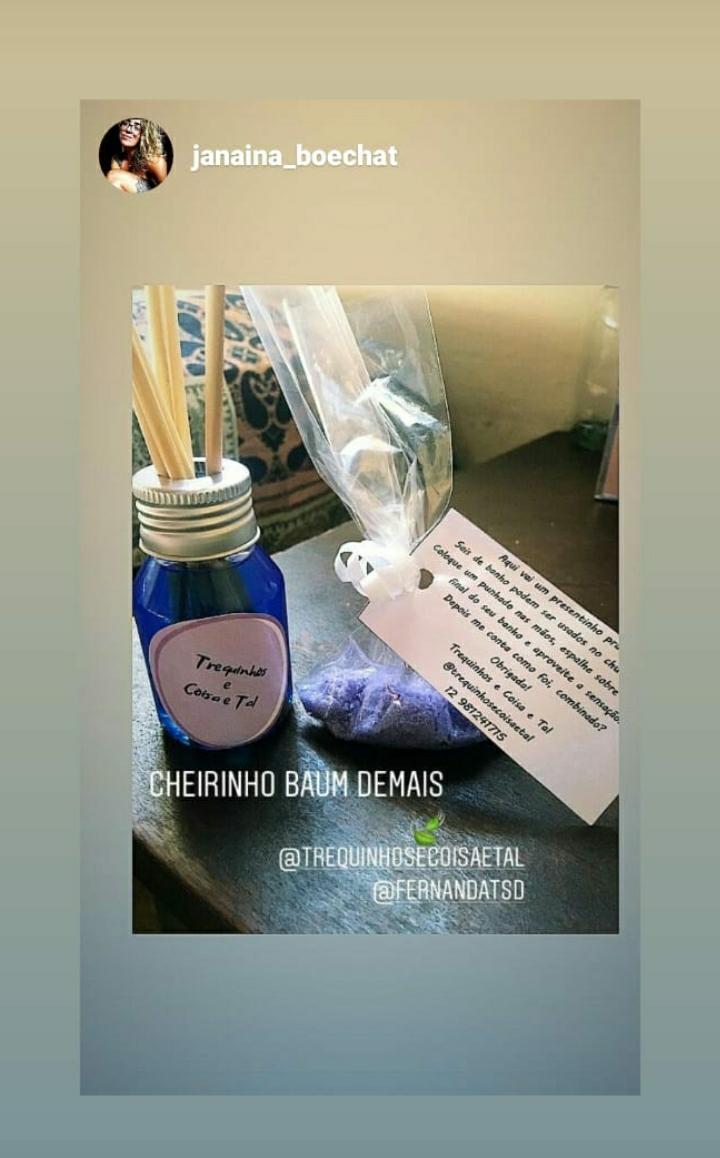 janaina_boechat
Trequinhos
e
Coisa e Tal
Aqui vai um presentinho pra
Sais de banho podem ser usados no
Coloque um punhado nas mãos, espalhe sobre
final do seu banho e aproveite a sensação
Depois me conta como foi, combinado?
Obrigada!
Trequinhos e Coisa e Tal
@trequinhosecoisaetal
12 981241715
CHEIRINHO BAUM DEMAIS
@TREQUINHOSECOISAETAL
@FERNANDATSD